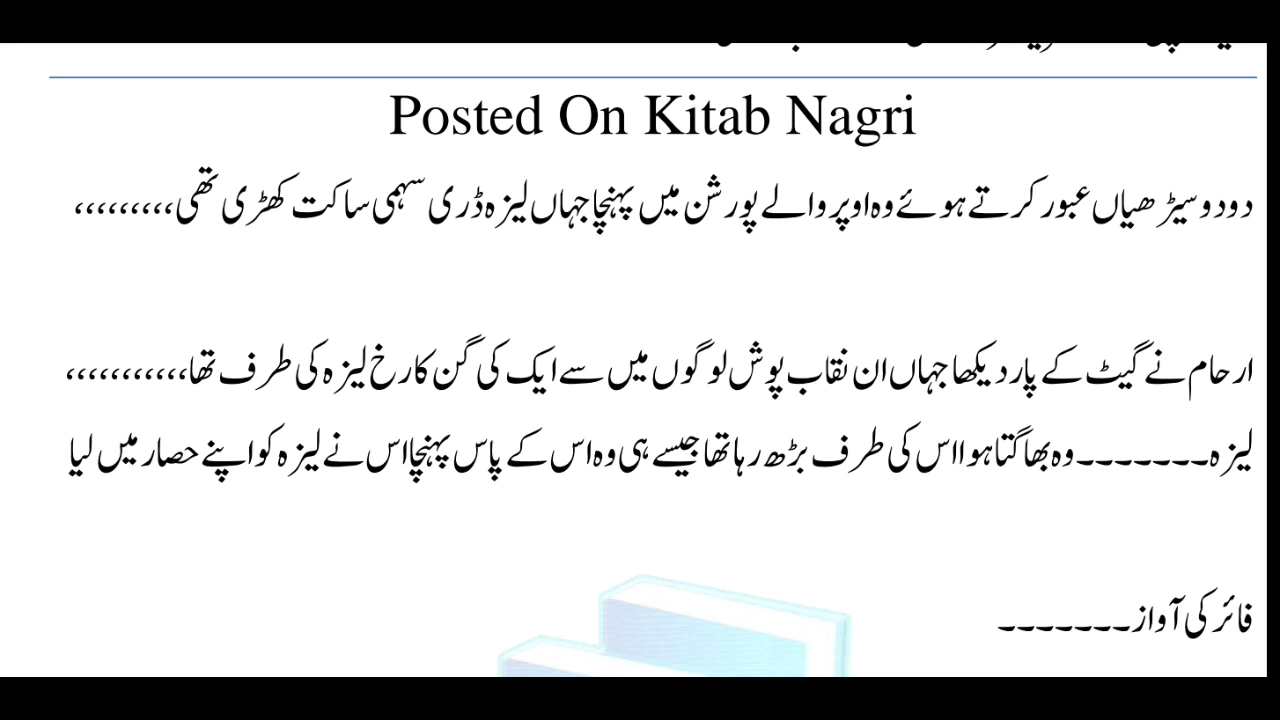 Posted On Kitab Nagri
دو دو سیڑھیاں عبور کرتے ہوئے وہ اوپر والے پورشن میں پہنچا جہاں لیزہ ڈری سہمی ساکت کھڑی تھی،،،،،،،،،
ارحام نے گیٹ کے پار دیکھا جہاں ان نقاب پوش لوگوں میں سے ایک کی گن کا رخ لیزہ کی طرف تھا،،،،،،،،،،،
لیزہ۔۔۔۔۔۔۔ وہ بھاگتا ہوا اس کی طرف بڑھ رہا تھا جیسے ہی وہ اس کے پاس پہنچا اس نے لیزہ کو اپنے حصار میں لیا
فائر کی آواز۔۔۔۔۔۔۔